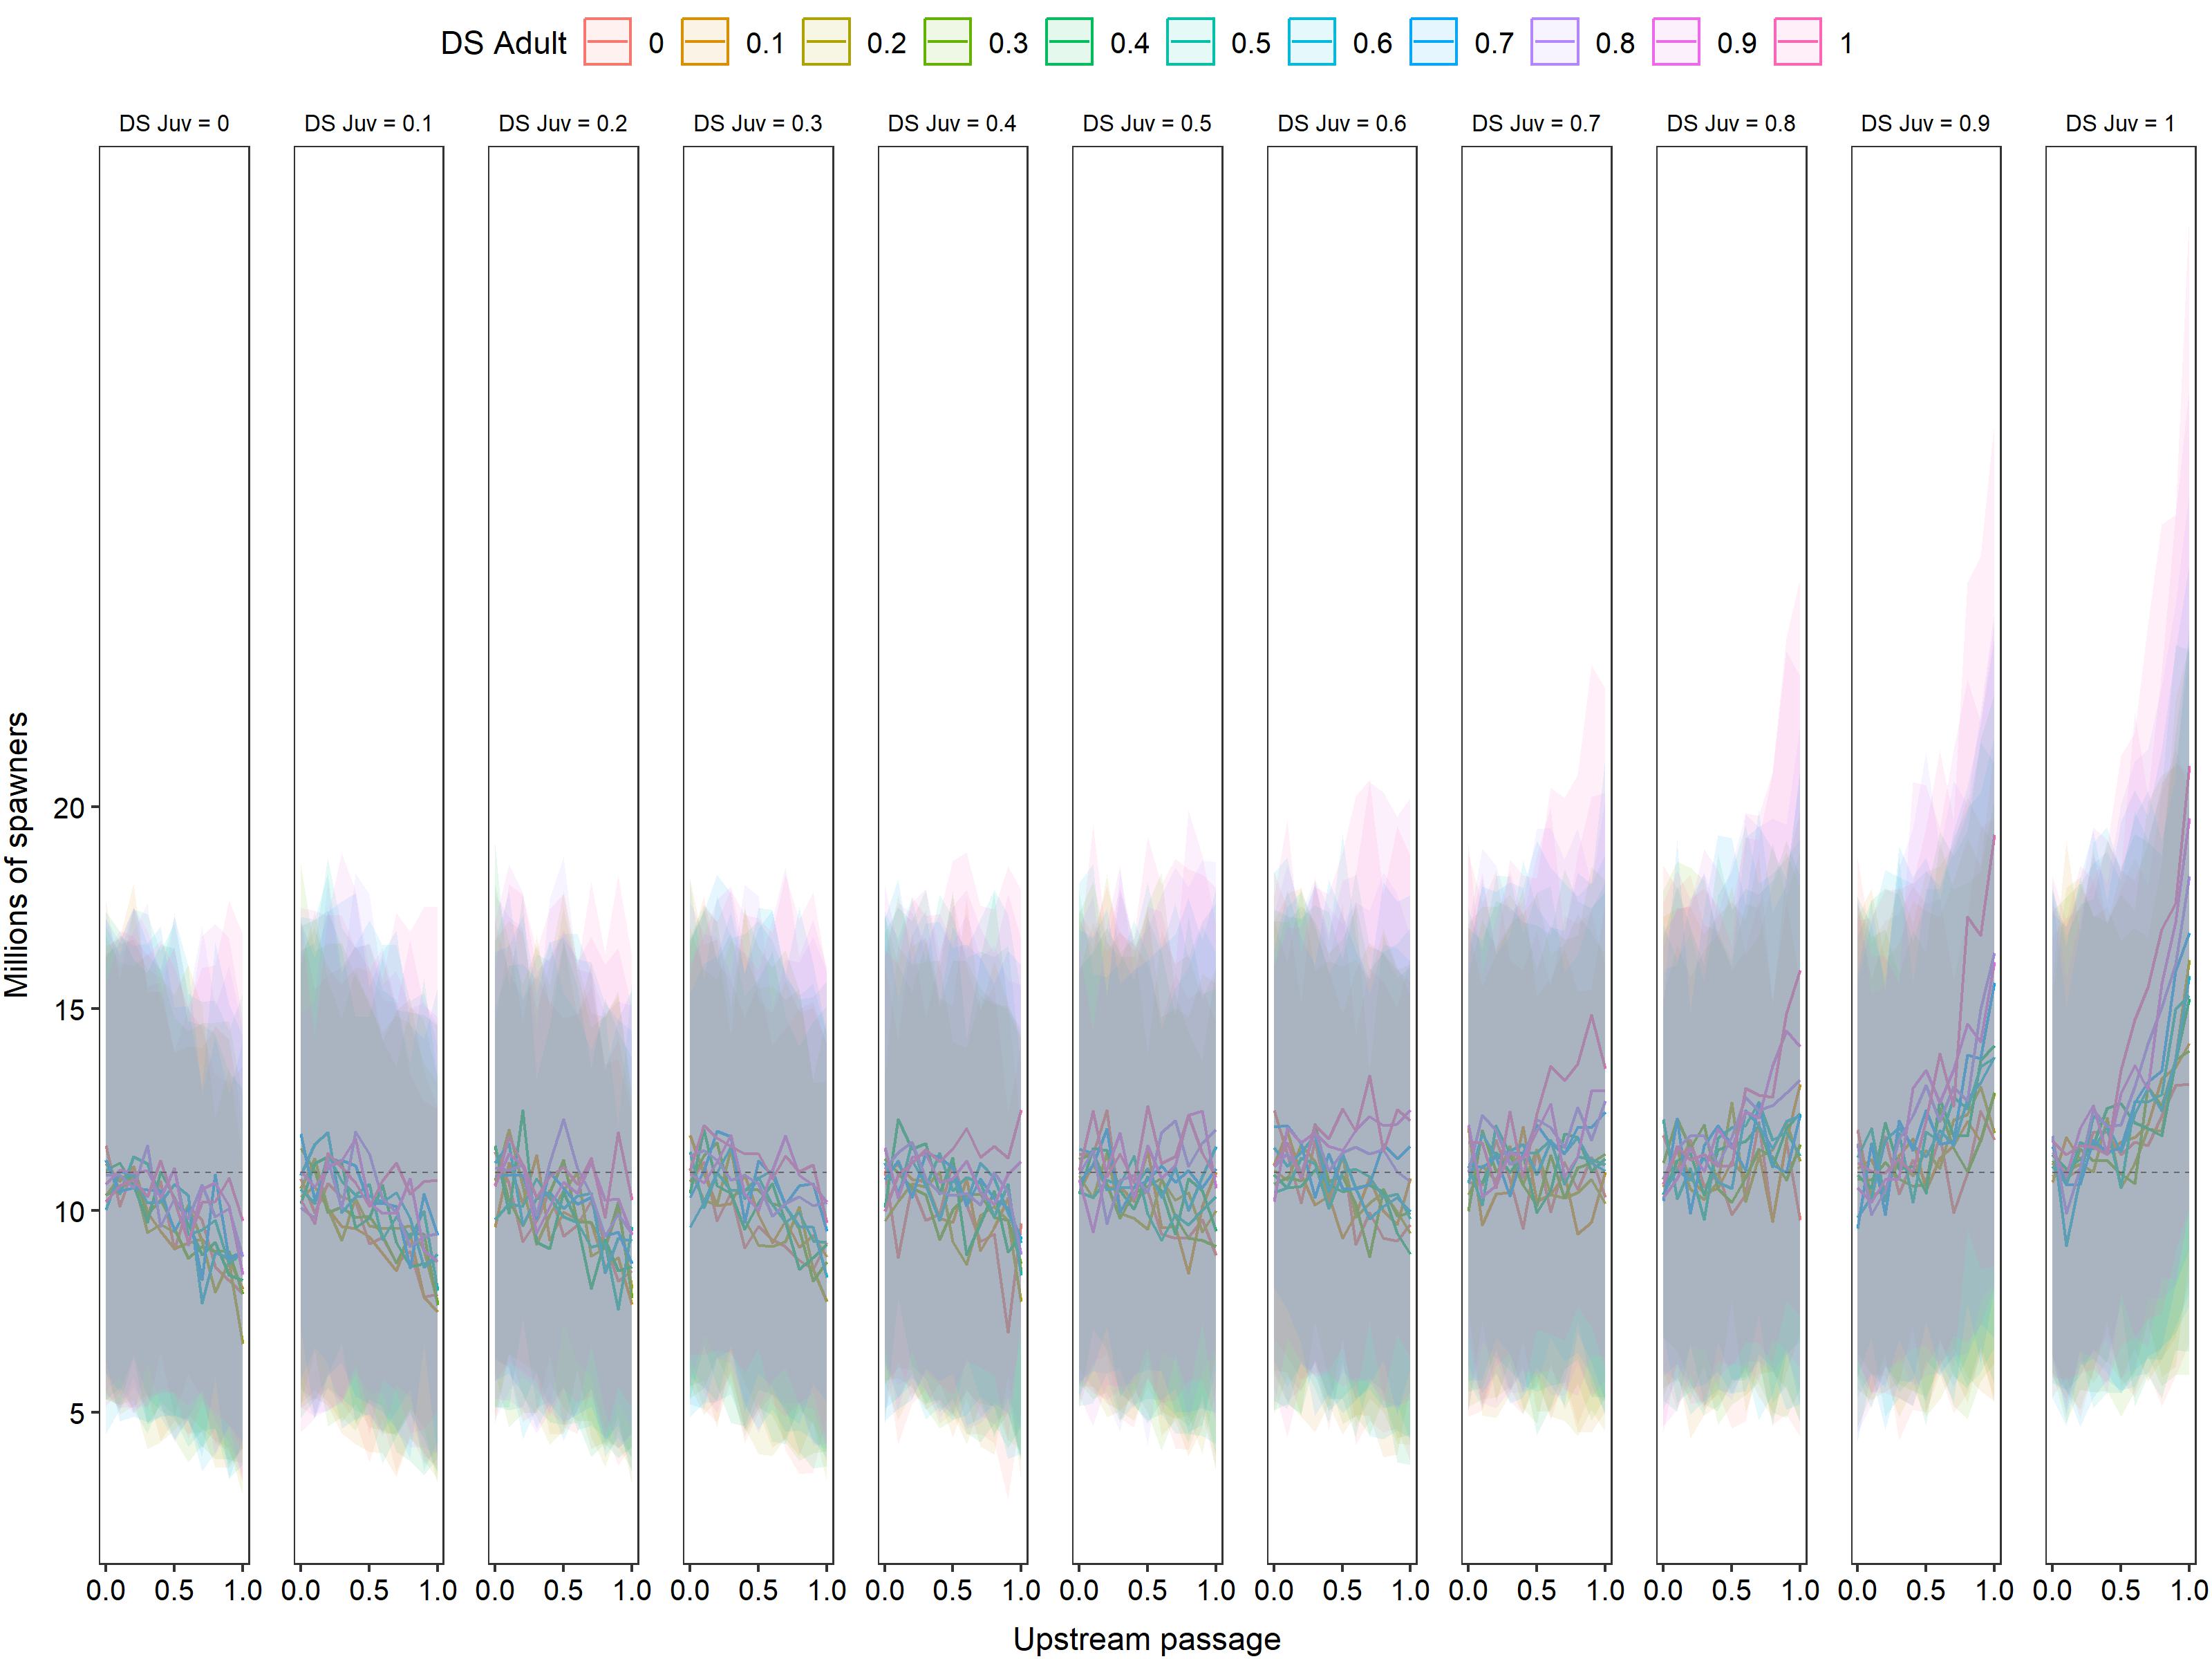 DS Adult 0 0.1 0.2 0.3 0.4 0.5 0.6 0.7 0.8 0.9 1
DS Juv = 0 DS Juv = 0.1 DS Juv = 0.2 DS Juv = 0.3 DS Juv = 0.4 DS Juv = 0.5 DS Juv = 0.6 DS Juv = 0.7 DS Juv = 0.8 DS Juv = 0.9 DS Juv = 1
Millions of spawners
20
15
10
5
0.0 0.5 1.0 0.0 0.5 1.0 0.0 0.5 1.0 0.0 0.5 1.0 0.0 0.5 1.0 0.0 0.5 1.0 0.0 0.5 1.0 0.0 0.5 1.0 0.0 0.5 1.0 0.0 0.5 1.0 0.0 0.5 1.0
Upstream passage